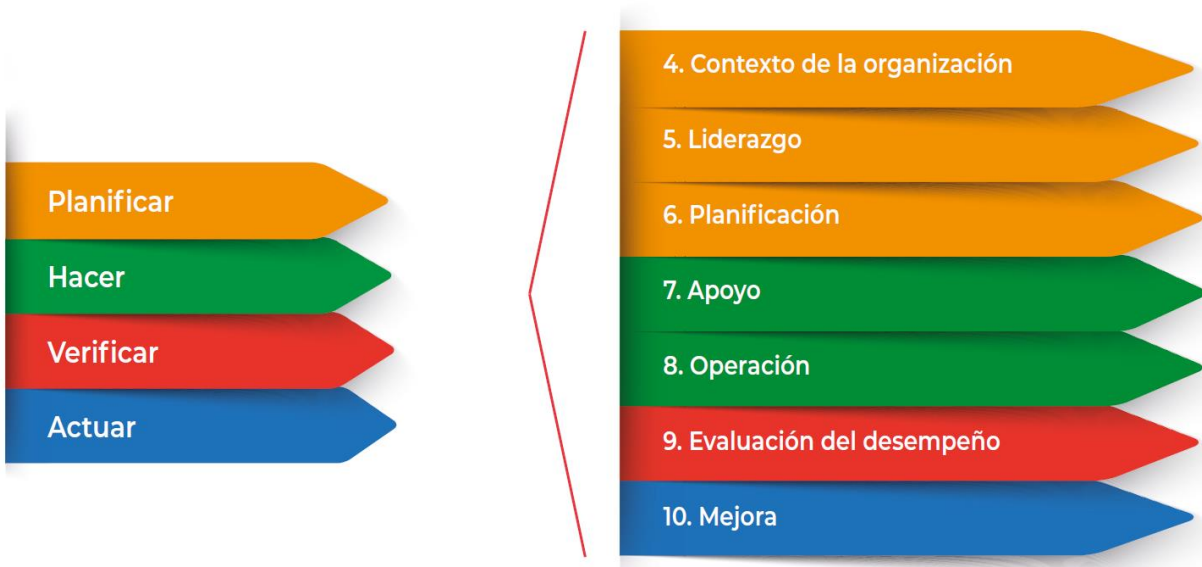 Planificar
Hacer
Verificar
Actuar
4. Contexto de la organización
5. Liderazgo
6. Planificación
7. Apoyo
8. Operación
9. Evaluación del desempeño
10. Mejora